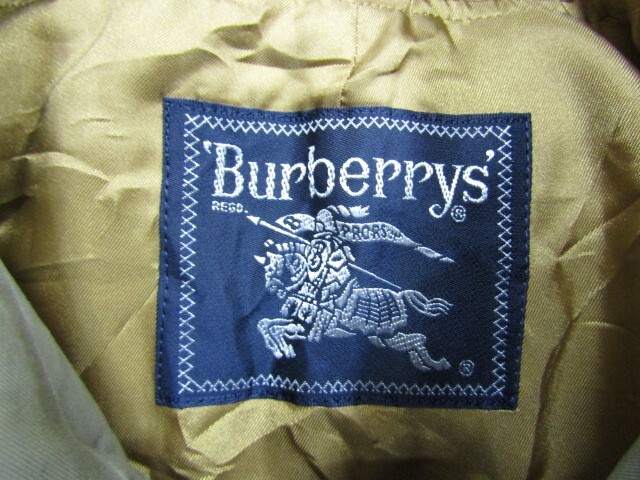 'Burberrys'
REGD. ®
B PRORSUM
®